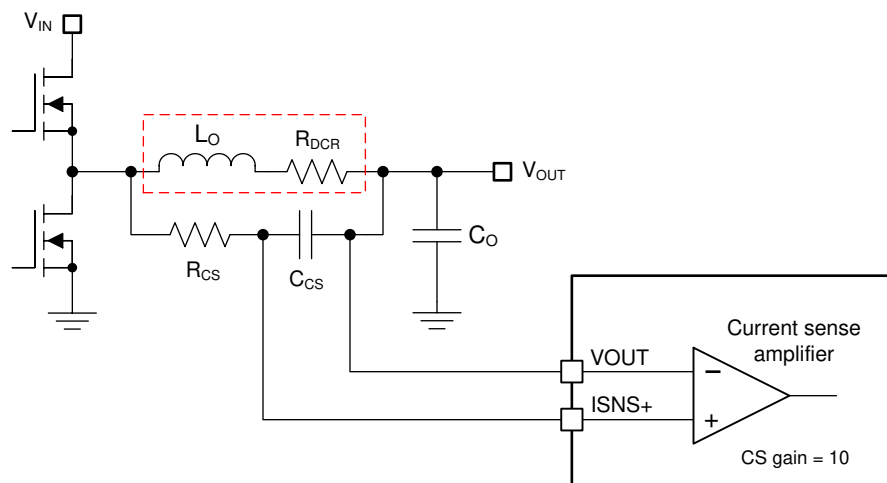 VIN
LO
RDCR
VOUT
RCS
CCS
CO
Current sense
amplifier
VOUT
−
ISNS+
+
CS gain = 10